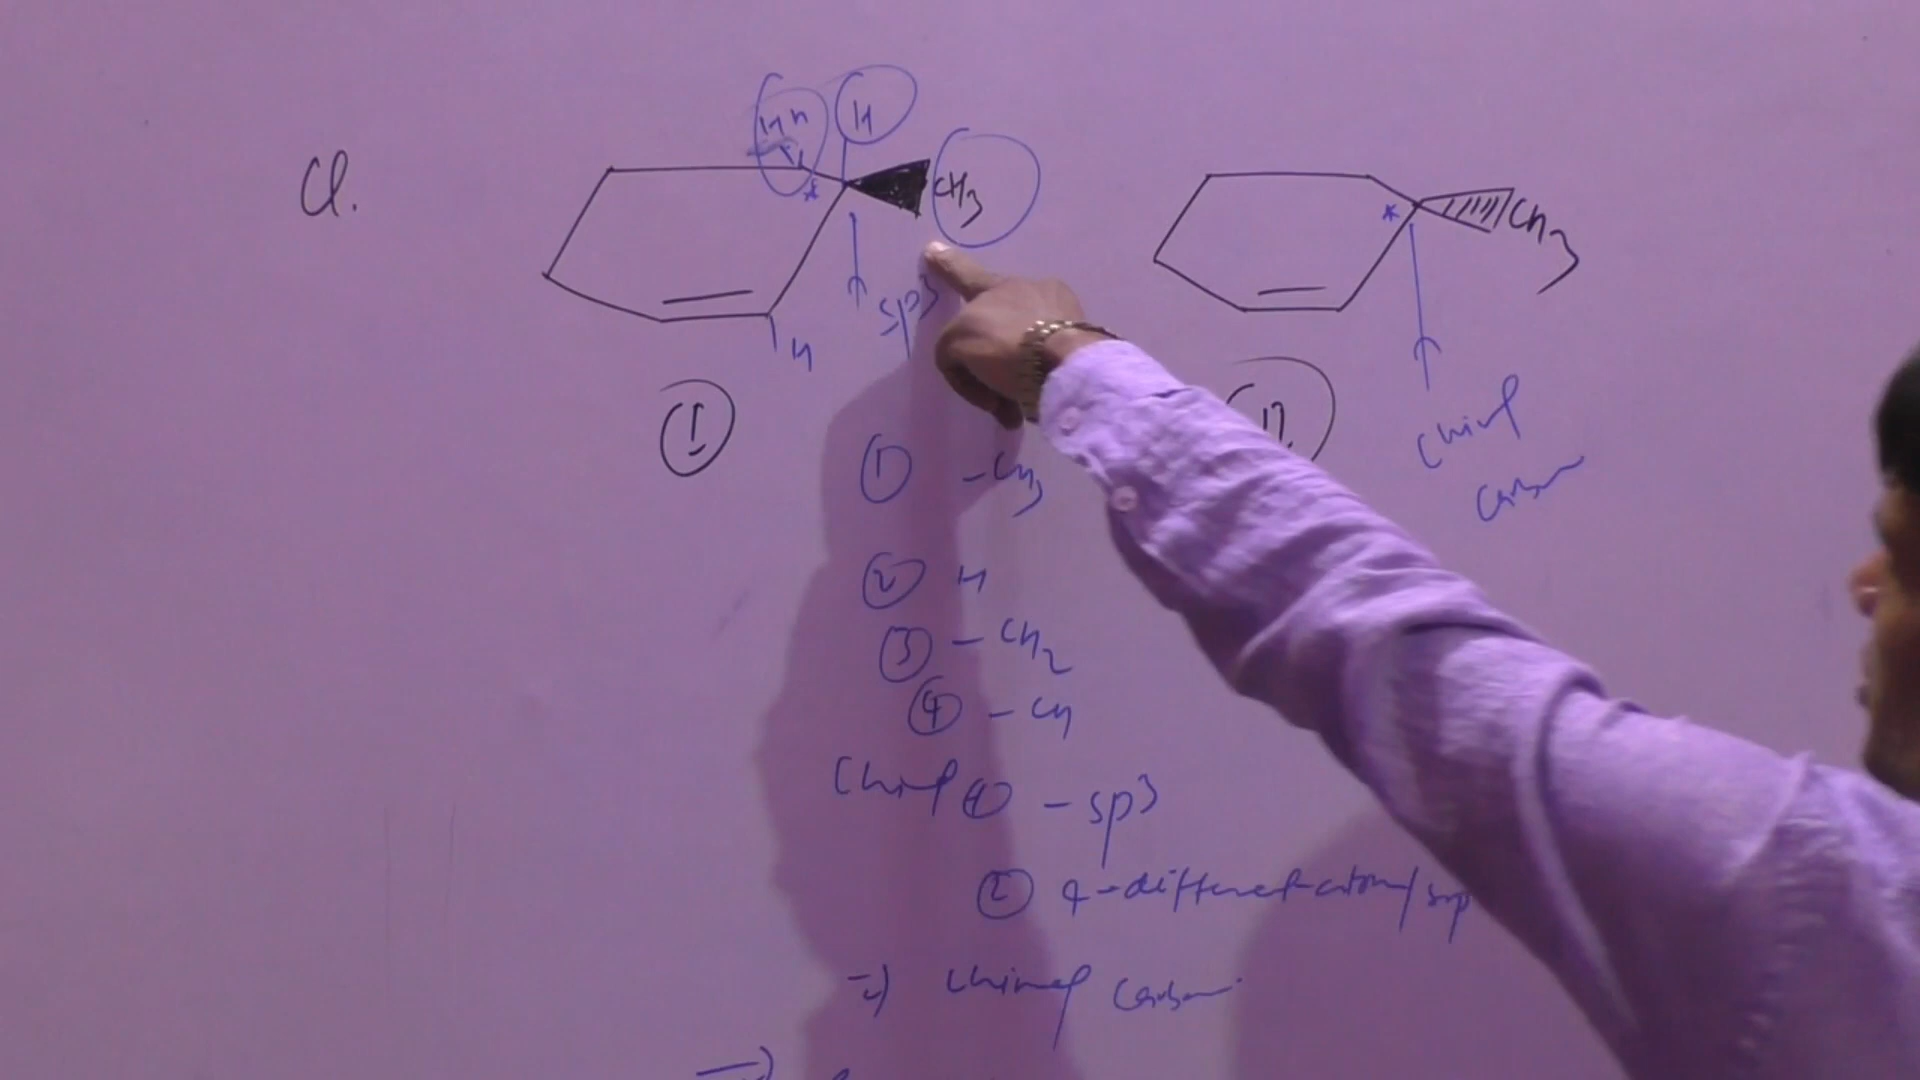 Q.
H H
H
*
CH3
sp3
H
I
*
CH3
II
Chiral
Carbon
① -CH3
② H
③ -CH2
④ -CH
Chiral ① -sp3
② 4-different atom/
=) Chiral Carbon